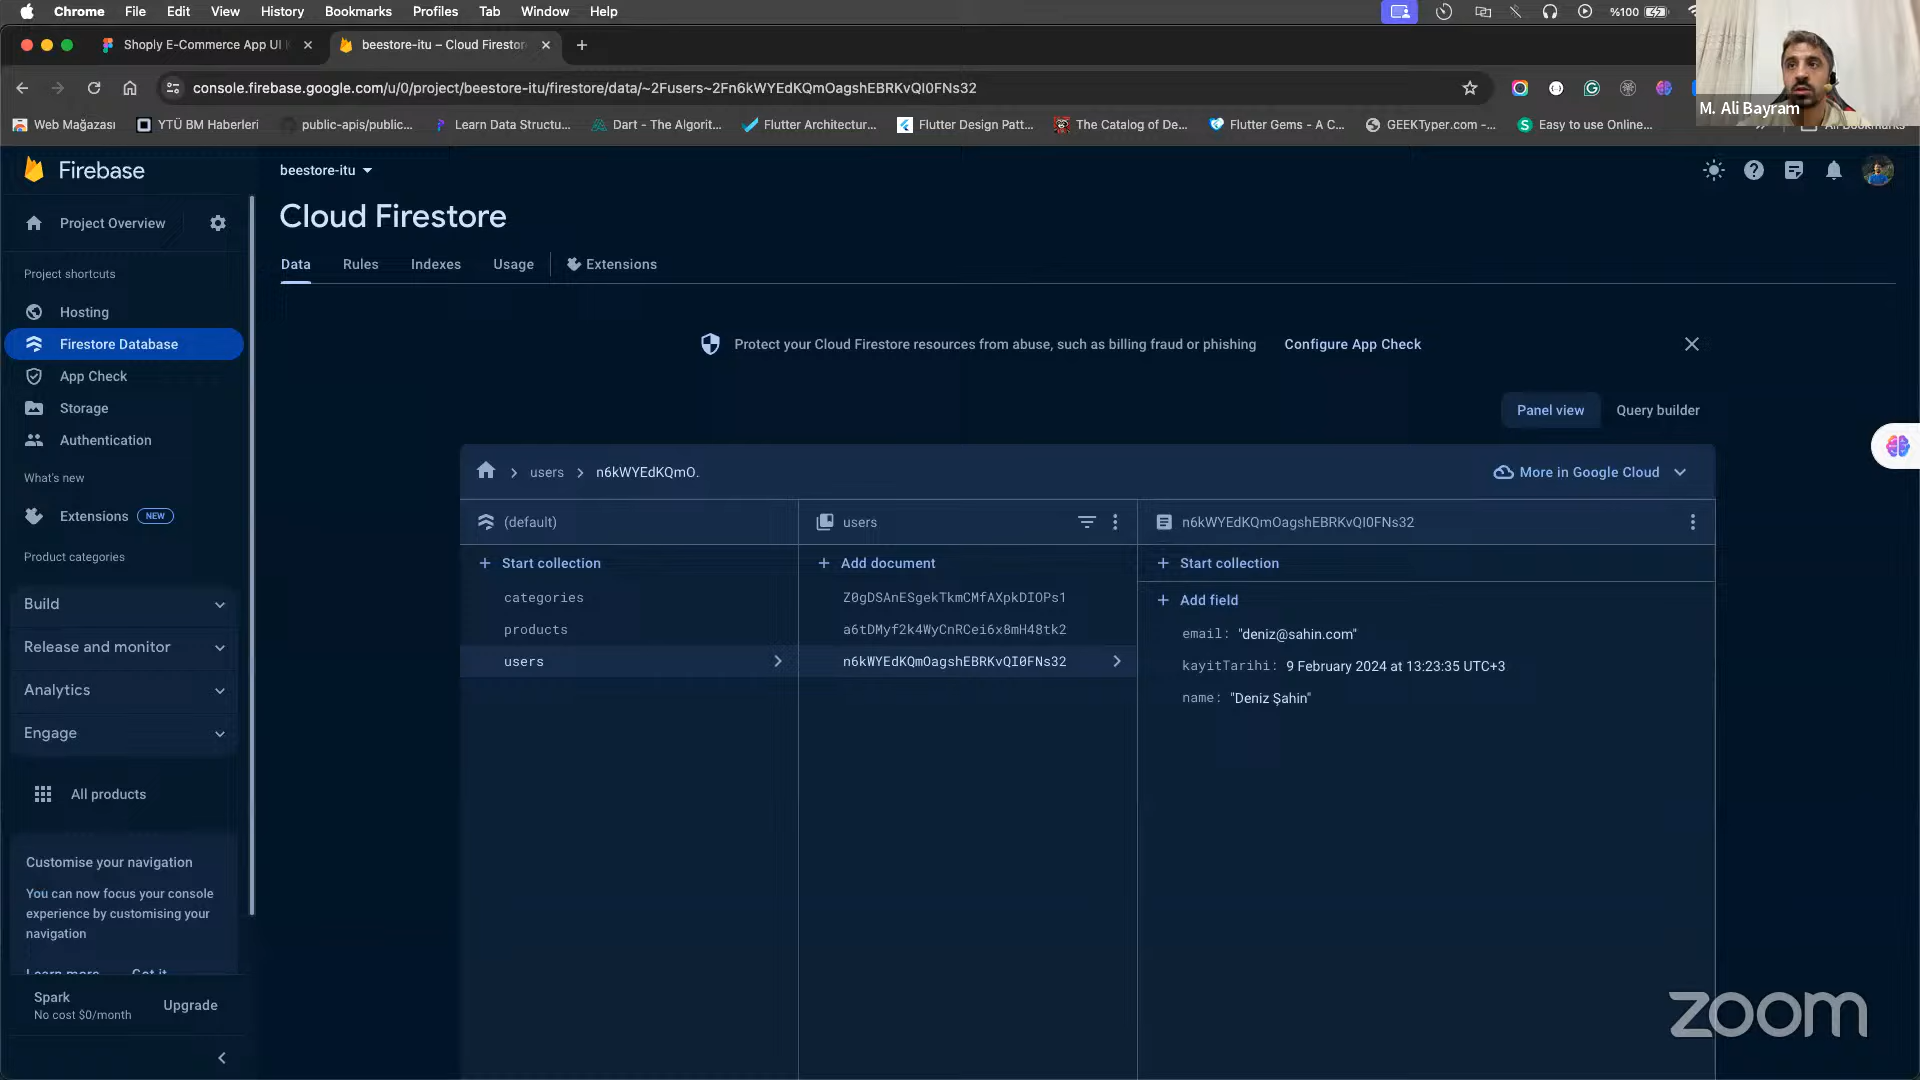 Chrome File Edit View History Bookmarks Profiles Tab Window Help %100
Shoply E-Commerce App UI
beestore-itu – Cloud Firestor
console.firebase.google.com/u/0/project/beestore-itu/firestore/data/~2Fusers~2Fn6kWYEdKQmOagshEBRKvQI0FNs32
M. Ali Bayram
Web Mağazası YTÜ BM Haberleri public-apis/public... Learn Data Structu... Dart - The Algorit... Flutter Architectur... Flutter Design Patt... The Catalog of De... Flutter Gems - A C... GEEKTyper.com -... Easy to use Online... All Bookmarks
Firebase
beestore-itu
Project Overview
Cloud Firestore
Data Rules Indexes Usage Extensions
Project shortcuts
Hosting
Firestore Database
App Check
Storage
Authentication
What's new
Extensions NEW
Product categories
Build
Release and monitor
Analytics
Engage
All products
Customise your navigation
You can now focus your console
experience by customising your
navigation
Learn more Got it
Spark
No cost $0/month
Upgrade
Protect your Cloud Firestore resources from abuse, such as billing fraud or phishing Configure App Check
Panel view Query builder
users n6kWYEdKQmO.
More in Google Cloud
(default)
Start collection
categories
products
users
users
Add document
Z0gDSAnESgekTkmCMfAXpkDIOPs1
a6tDMyf2k4WyCnRCei6x8mH48tk2
n6kWYEdKQmOagshEBRKvQI0FNs32
n6kWYEdKQmOagshEBRKvQI0FNs32
Start collection
Add field
email: "deniz@sahin.com"
kayitTarihi: 9 February 2024 at 13:23:35 UTC+3
name: "Deniz Şahin"
zoom